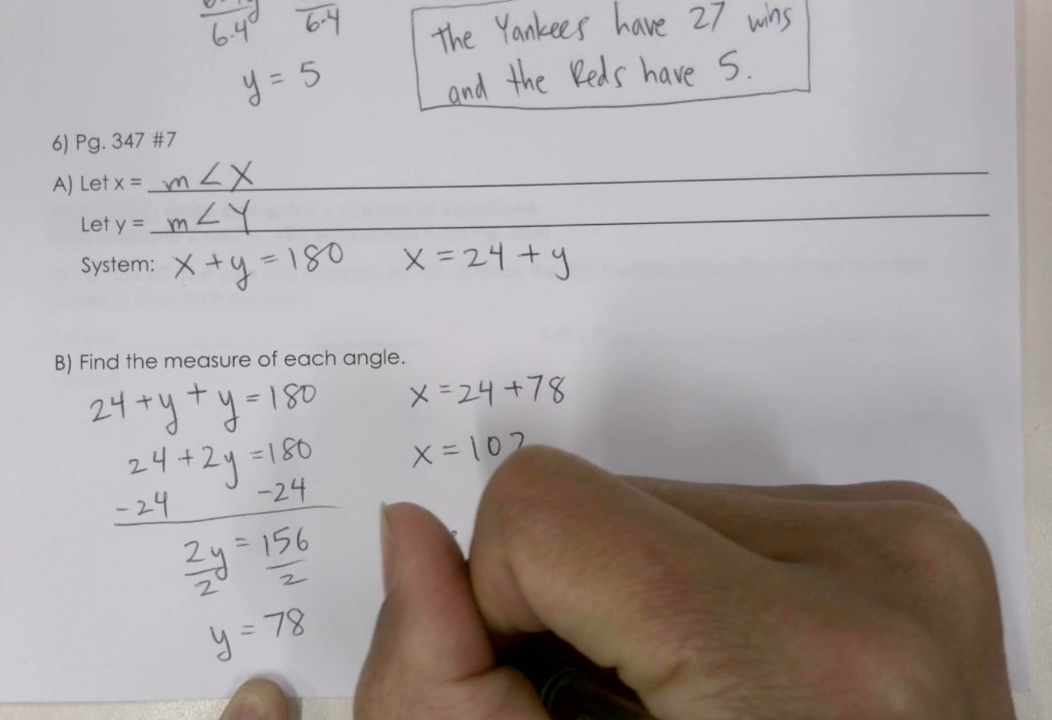 6.4 6.4
y = 5
The Yankees have 27 wins
and the Reds have 5.
6) Pg. 347 #7
A) Let x = m∠X
Let y = m∠Y
System: x + y = 180 x = 24 + y
B) Find the measure of each angle.
24 + y + y = 180 x = 24 + 78
24 + 2y = 180 x = 102
-24 -24
2y = 156
2 2
y = 78